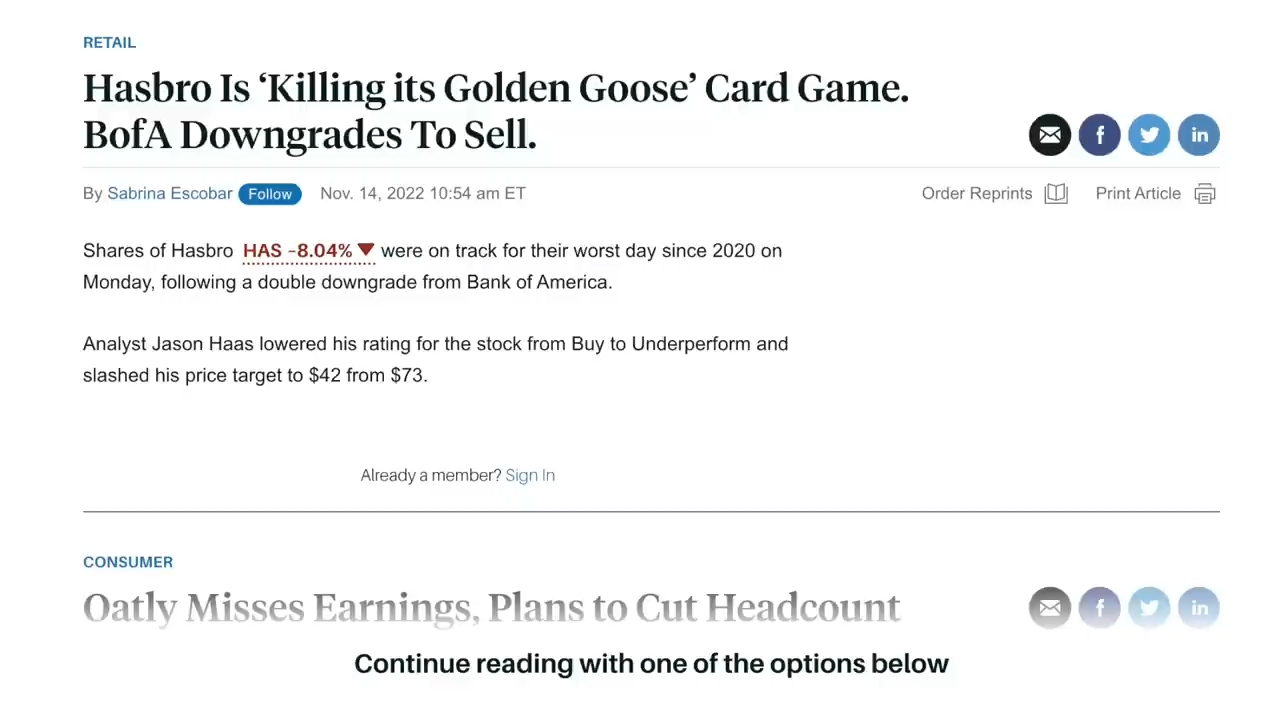 RETAIL
Hasbro Is ‘Killing its Golden Goose’ Card Game.
BofA Downgrades To Sell.
By Sabrina Escobar Follow Nov. 14, 2022 10:54 am ET Order Reprints Print Article
Shares of Hasbro HAS -8.04% were on track for their worst day since 2020 on
Monday, following a double downgrade from Bank of America.
Analyst Jason Haas lowered his rating for the stock from Buy to Underperform and
slashed his price target to $42 from $73.
Already a member? Sign In
CONSUMER
Oatly Misses Earnings, Plans to Cut Headcount
Continue reading with one of the options below